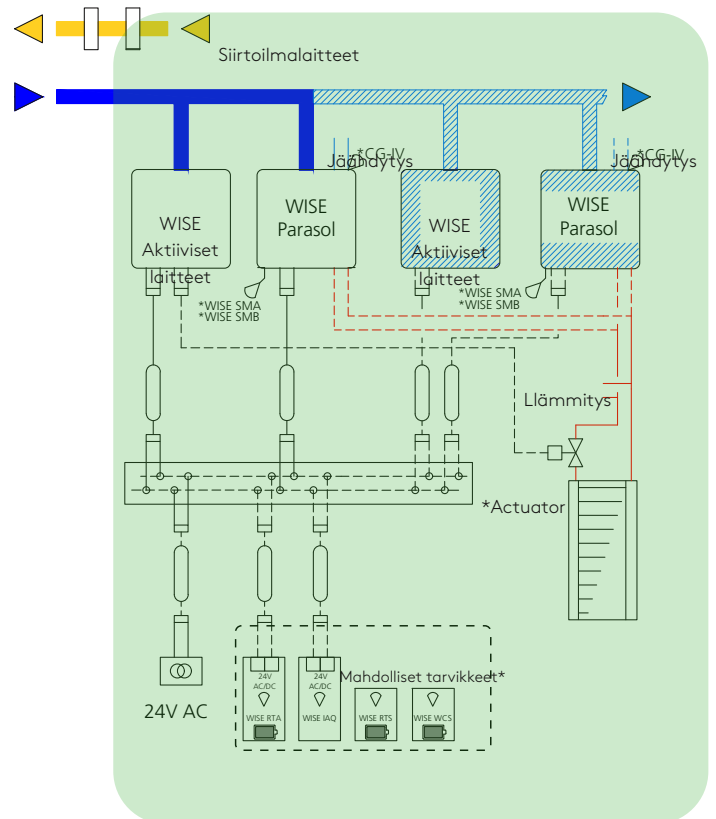 Siirtoilmalaitteet
*CG-IV
Jäähdytys
*CG-IV
Jäähdytys
WISE
Aktiiviset
laitteet
WISE
Parasol
WISE
Aktiiviset
laitteet
WISE
Parasol
*WISE SMA
*WISE SMB
*WISE SMA
*WISE SMB
Llämmitys
*Actuator
24V AC
24V
AC/DC
WISE RTA
24V
AC/DC
WISE IAQ
Mahdolliset tarvikkeet*
WISE RTS
WISE WCS